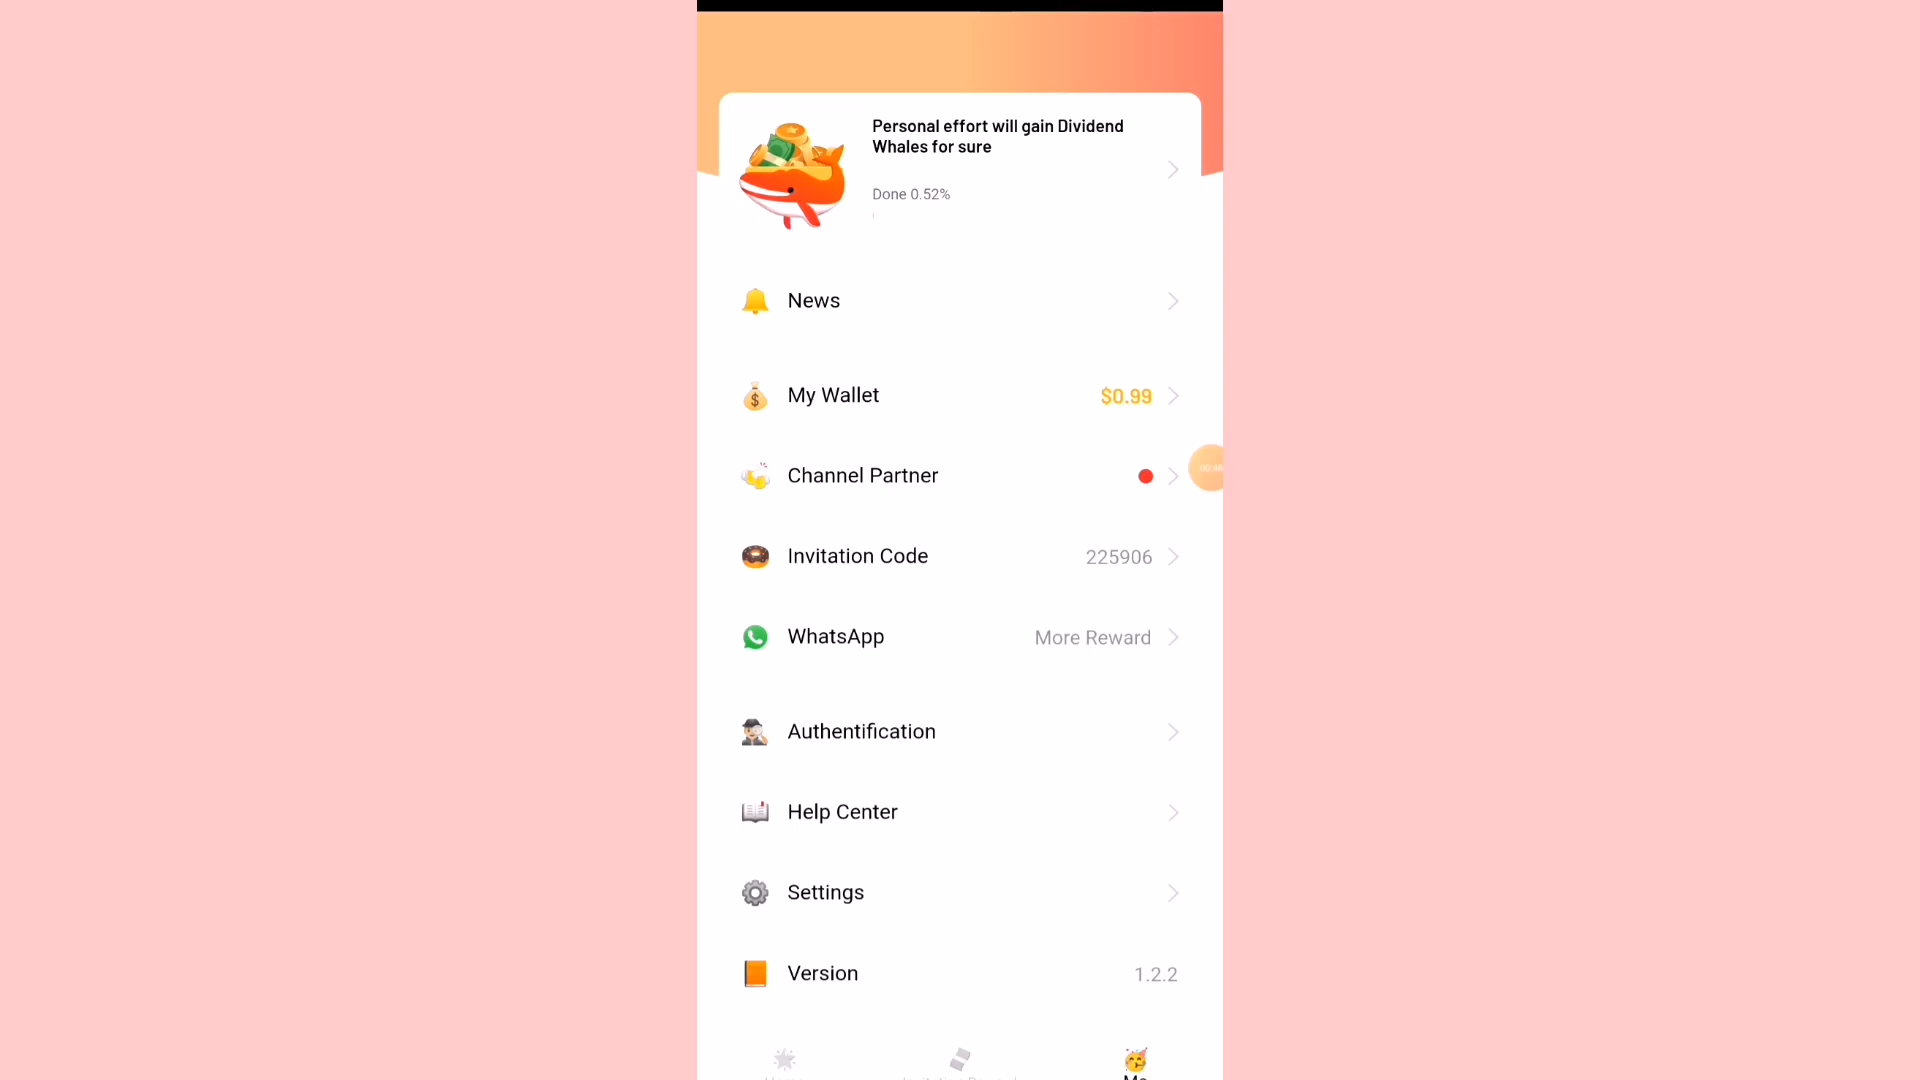 Personal effort will gain Dividend
Whales for sure
Done 0.52%
News
My Wallet
$0.99
Channel Partner
Invitation Code
225906
WhatsApp
More Reward
Authentification
Help Center
Settings
Version
1.2.2
Me